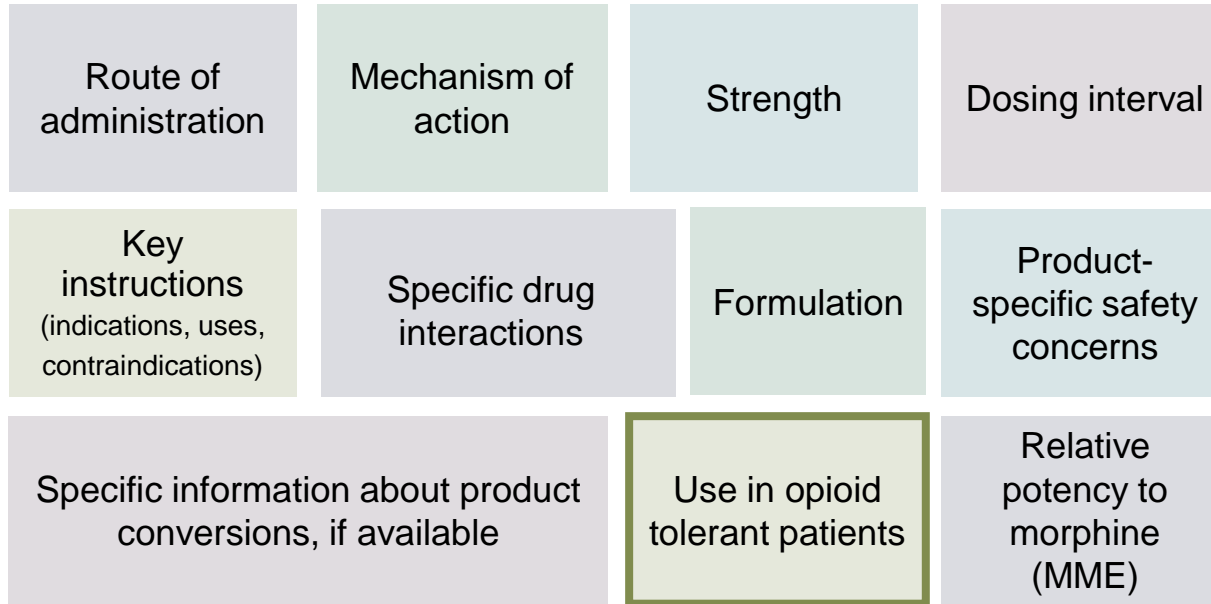 Route of
administration
Mechanism of
action
Strength
Dosing interval
Key
instructions
(indications, uses,
contraindications)
Specific drug
interactions
Formulation
Product-
specific safety
concerns
Specific information about product
conversions, if available
Use in opioid
tolerant patients
Relative
potency to
morphine
(MME)